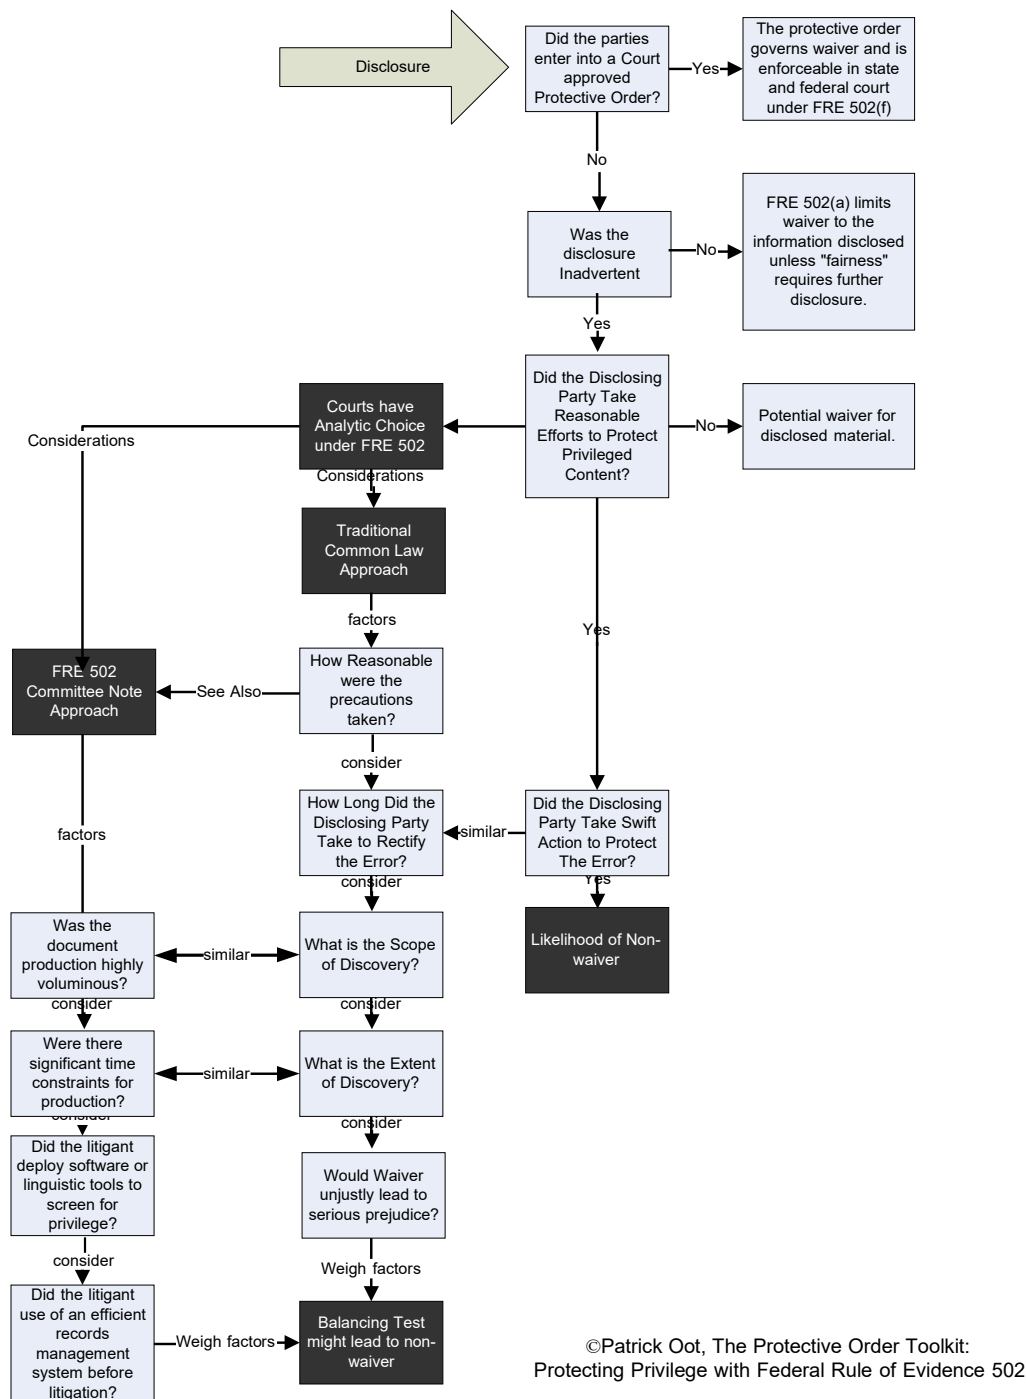 Disclosure
Did the parties
enter into a Court
approved
Protective Order?
Yes
The protective order
governs waiver and is
enforceable in state
and federal court
under FRE 502(f)
No
Was the
disclosure
Inadvertent
No
FRE 502(a) limits
waiver to the
information disclosed
unless "fairness"
requires further
disclosure.
Yes
Did the Disclosing
Party Take
Reasonable
Efforts to Protect
Privileged
Content?
No
Potential waiver for
disclosed material.
Courts have
Analytic Choice
under FRE 502
Considerations
Considerations
Traditional
Common Law
Approach
factors
Yes
How Reasonable
were the
precautions
taken?
See Also
FRE 502
Committee Note
Approach
consider
factors
How Long Did the
Disclosing Party
Take to Rectify
the Error?
similar
Did the Disclosing
Party Take Swift
Action to Protect
The Error?
consider
Yes
Likelihood of Non-
waiver
Was the
document
production highly
voluminous?
similar
What is the Scope
of Discovery?
consider
consider
Were there
significant time
constraints for
production?
similar
What is the Extent
of Discovery?
consider
consider
Did the litigant
deploy software or
linguistic tools to
screen for
privilege?
Would Waiver
unjustly lead to
serious prejudice?
consider
Weigh factors
Did the litigant
use of an efficient
records
management
system before
litigation?
Weigh factors
Balancing Test
might lead to non-
waiver
©Patrick Oot, The Protective Order Toolkit:
Protecting Privilege with Federal Rule of Evidence 502